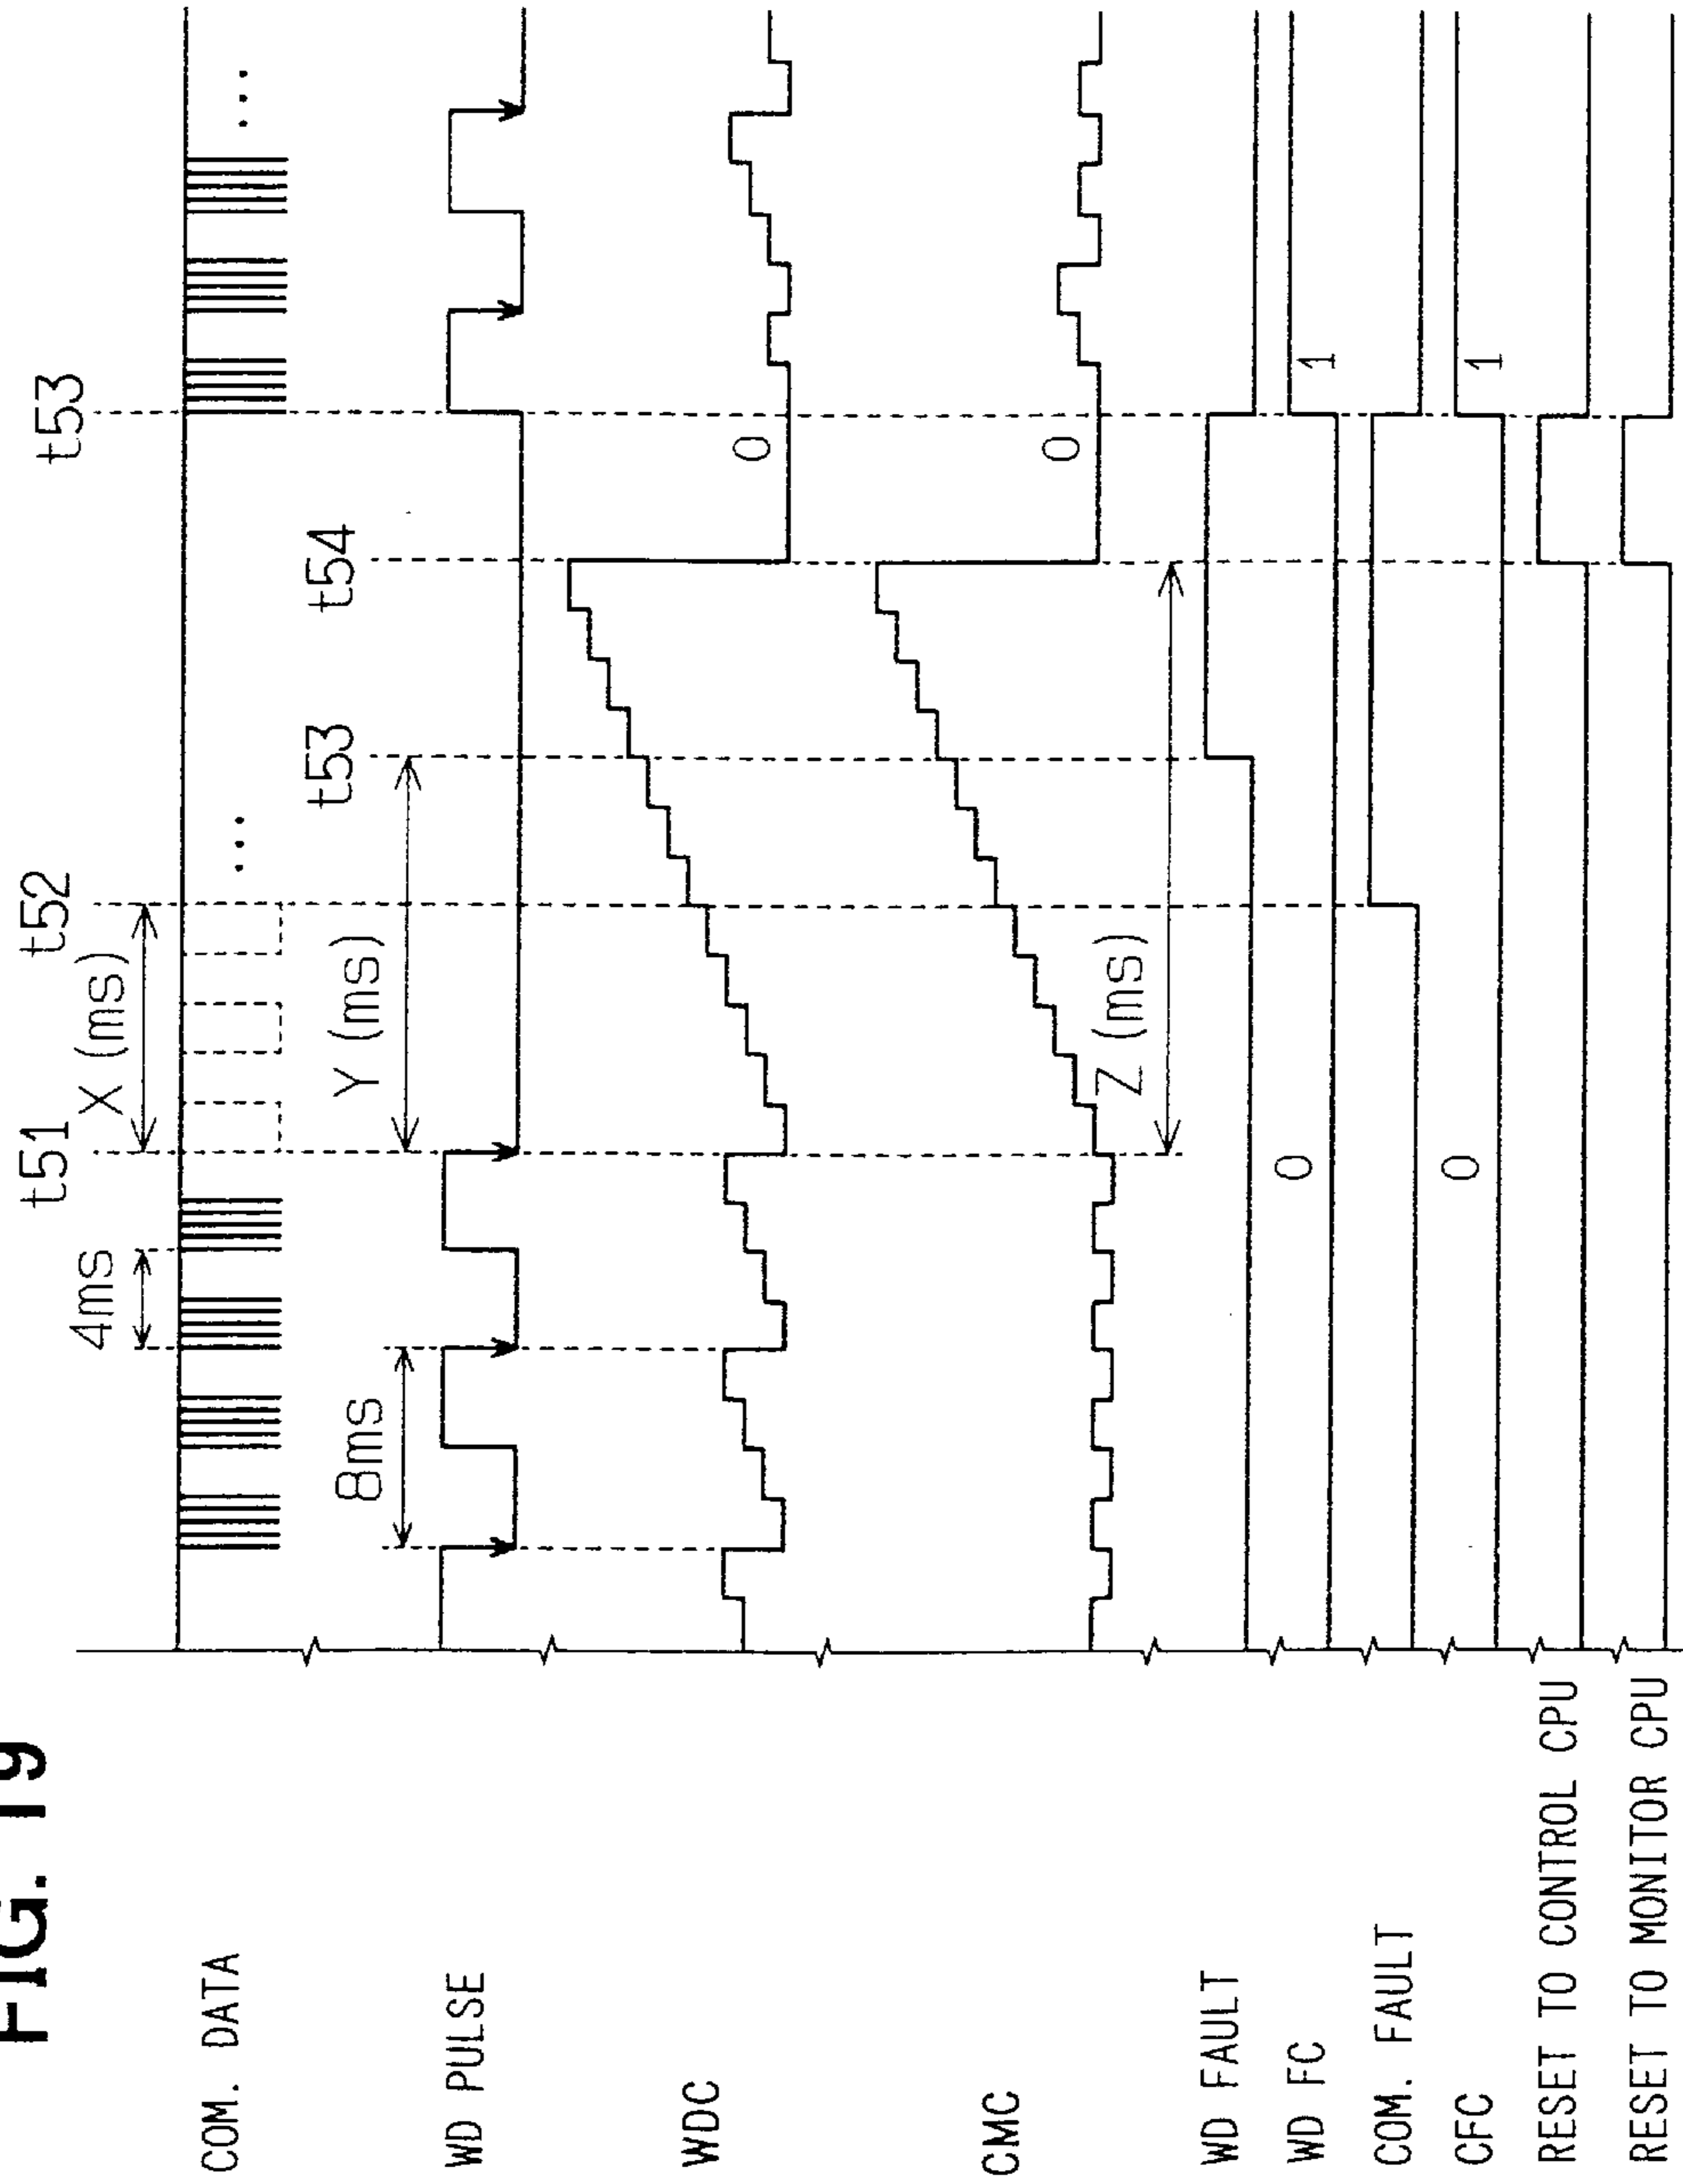 FIG. 19
COM. DATA
4ms
t51
X (ms)
t52
...
t53
...
WD PULSE
8ms
Y (ms)
t53
t54
WDC
0
CMC
0
Z (ms)
WD FAULT
WD FC
0
1
COM. FAULT
CFC
0
1
RESET TO CONTROL CPU
RESET TO MONITOR CPU